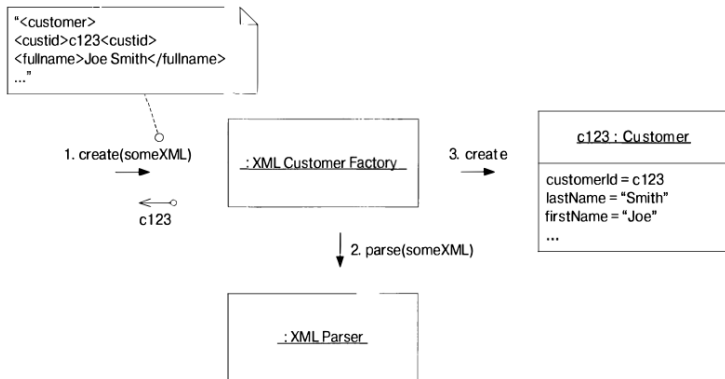 “<customer>
<custid>c123<custid>
<fullname>Joe Smith</fullname>
...”
1. create(someXML)
c123
: XML Customer Factory
3. create
c123 : Customer
customerId = c123
lastName = “Smith”
firstName = “Joe”
...
2. parse(someXML)
: XML Parser